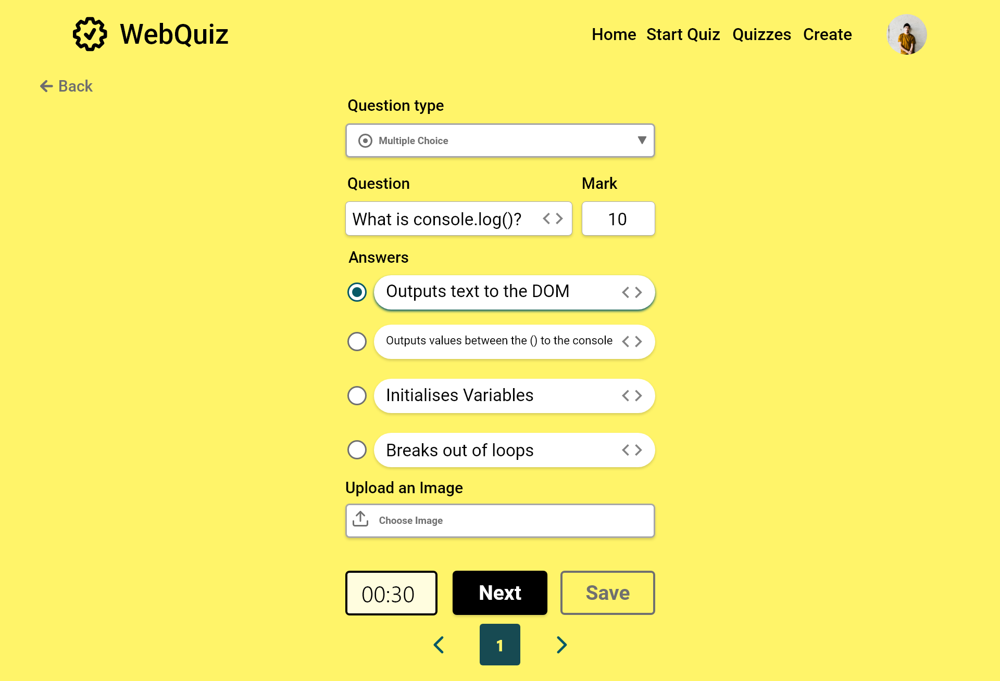 WebQuiz
Home Start Quiz Quizzes Create
Back
Question type
Multiple Choice
Question Mark
What is console.log()? < > 10
Answers
Outputs text to the DOM < >
Outputs values between the () to the console < >
Initialises Variables < >
Breaks out of loops < >
Upload an Image
Choose Image
00:30 Next Save
1